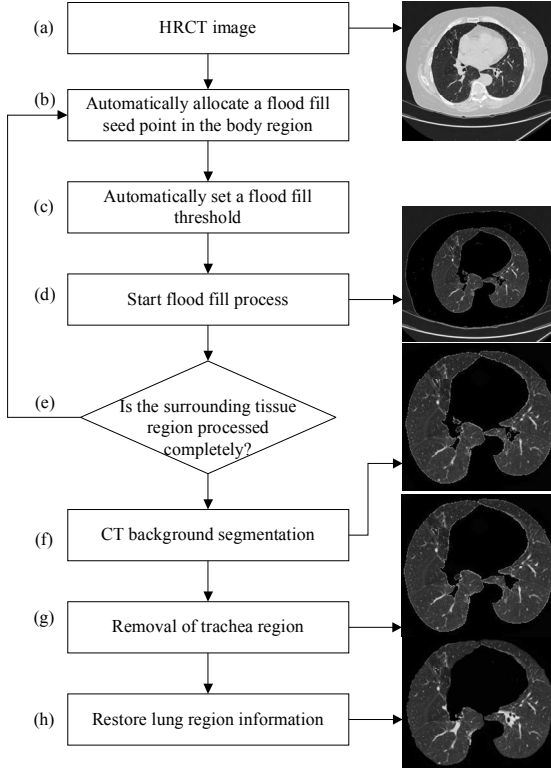 (a)
HRCT image
(b)
Automatically allocate a flood fill
seed point in the body region
(c)
Automatically set a flood fill
threshold
(d)
Start flood fill process
(e)
Is the surrounding tissue
region processed
completely?
(f)
CT background segmentation
(g)
Removal of trachea region
(h)
Restore lung region information